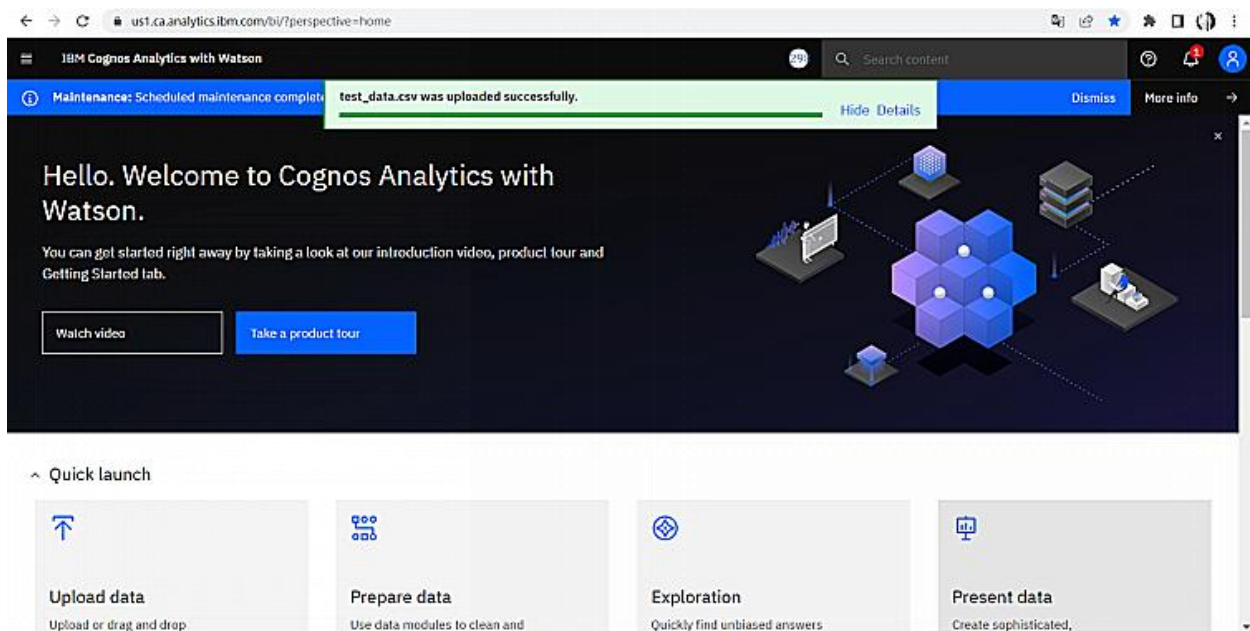 us1.ca.analytics.ibm.com/bi/?perspective=home
IBM Cognos Analytics with Watson
29
Search content
1
Maintenance: Scheduled maintenance complete
test_data.csv was uploaded successfully.
Hide Details
Dismiss
More info
Hello. Welcome to Cognos Analytics with
Watson.
You can get started right away by taking a look at our introduction video, product tour and
Getting Started tab.
Watch video
Take a product tour
Quick launch
Upload data
Prepare data
Exploration
Present data
Upload or drag and drop
Use data modules to clean and
Quickly find unbiased answers
Create sophisticated,